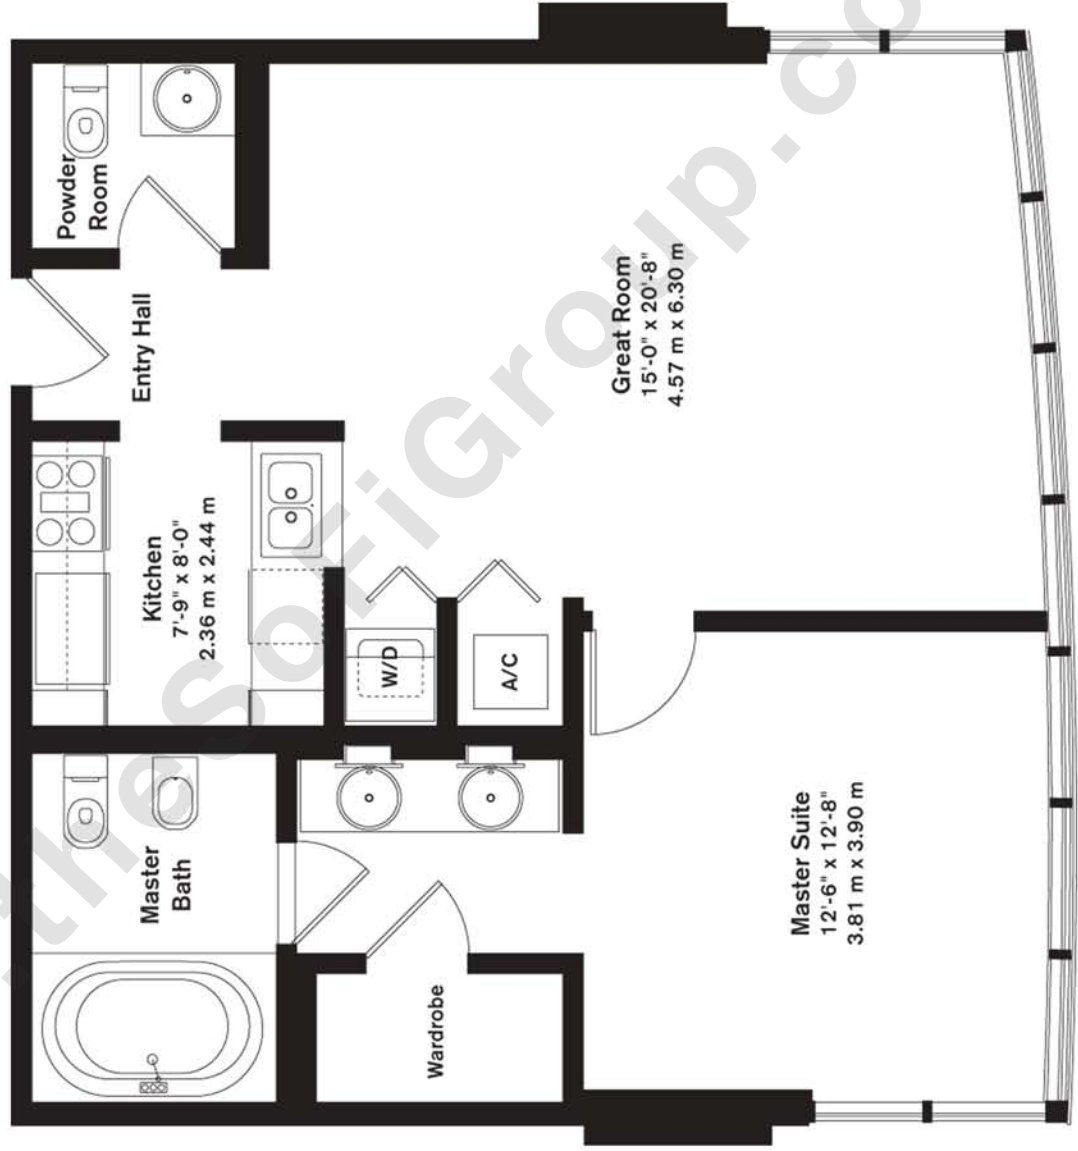 Powder
Room
Entry Hall
Great Room
15'-0" x 20'-8"
4.57 m x 6.30 m
Kitchen
7'-9" x 8'-0"
2.36 m x 2.44 m
W/D
A/C
Master
Bath
Master Suite
12'-6" x 12'-8"
3.81 m x 3.90 m
Wardrobe
theSoFiGroup.co